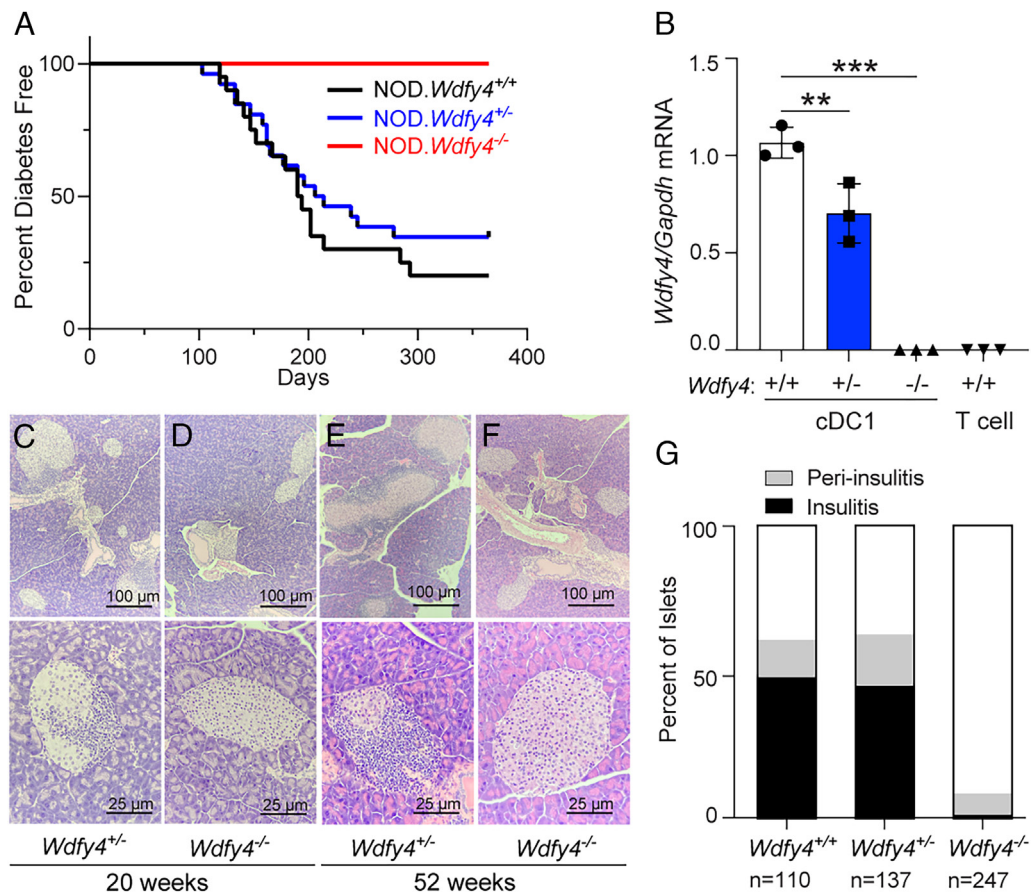 A
Percent Diabetes Free
100
50
0
NOD.Wdfy4+/+
NOD.Wdfy4+/-
NOD.Wdfy4-/-
0 100 200 300 400
Days
B
Wdfy4/Gapdh mRNA
1.5
1.0
0.5
0.0
***
**
Wdfy4: +/+ +/- -/- +/+
cDC1 T cell
C D E F
100 µm 100 µm 100 µm 100 µm
25 µm 25 µm 25 µm 25 µm
Wdfy4+/- Wdfy4-/- Wdfy4+/- Wdfy4-/-
20 weeks 52 weeks
G
Peri-insulitis
Insulitis
Percent of Islets
100
50
0
Wdfy4+/+ Wdfy4+/- Wdfy4-/-
n=110 n=137 n=247